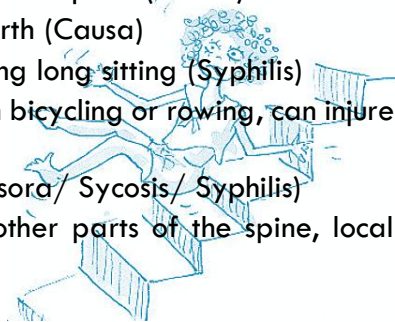 rth (Causa)
ng long sitting (Syphilis)
bicycling or rowing, can injure
sora/ Sycosis/ Syphilis)
other parts of the spine, local